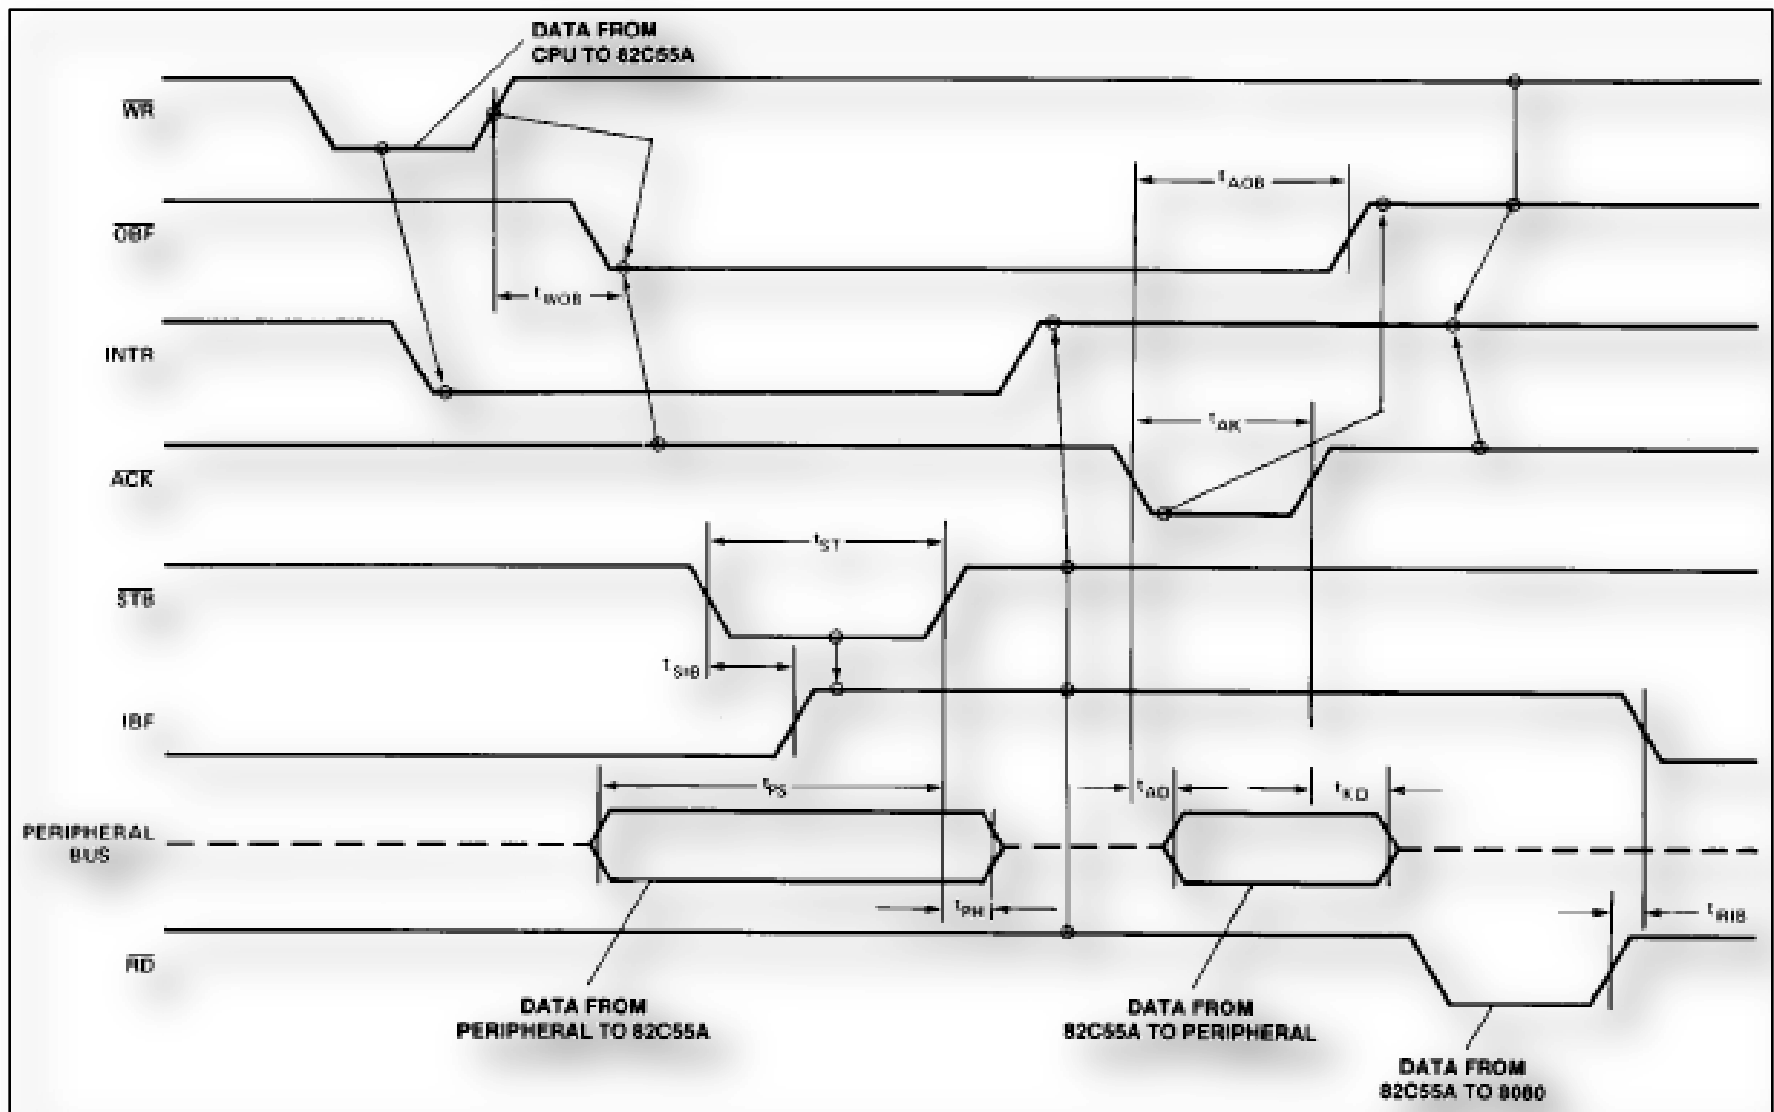 DATA FROM
CPU TO 82C55A
WR
tAOB
OBF
tWOB
INTR
tAK
ACK
tST
STB
TSIB
IBF
tPS
tAD
tKD
PERIPHERAL
BUS
tPH
tRIB
RD
DATA FROM
PERIPHERAL TO 82C55A
DATA FROM
82C55A TO PERIPHERAL
DATA FROM
82C55A TO 8080